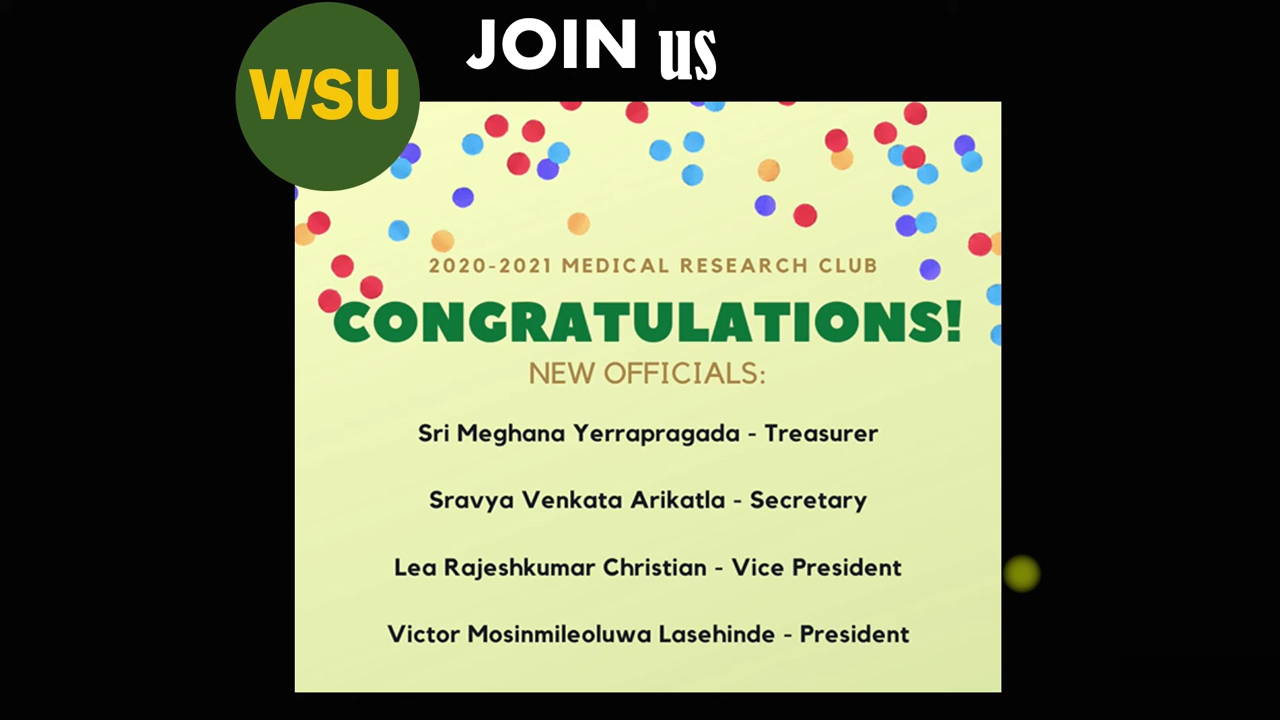 WSU
JOIN us
2020-2021 MEDICAL RESEARCH CLUB
CONGRATULATIONS!
NEW OFFICIALS:
Sri Meghana Yerrapragada - Treasurer
Sravya Venkata Arikatla - Secretary
Lea Rajeshkumar Christian - Vice President
Victor Mosinmileoluwa Lasehinde - President